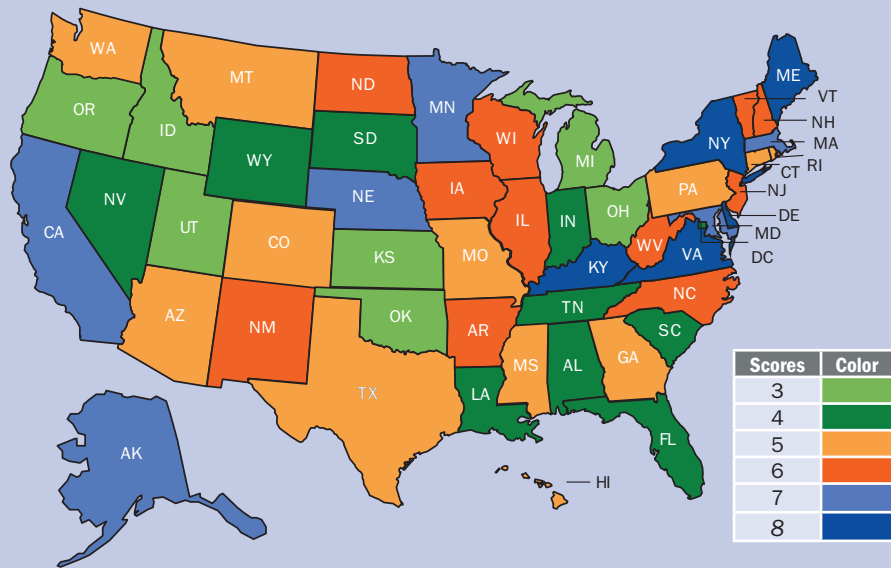 WA
MT
ND
MN
ME
VT
OR
ID
WY
SD
WI
MI
NY
NH
MA
RI
CT
NV
UT
CO
NE
IA
IL
IN
OH
PA
NJ
DE
MD
DC
CA
KS
MO
KY
WV
VA
AZ
NM
OK
AR
TN
NC
SC
TX
LA
MS
AL
GA
FL
AK
HI
Scores Color
3
4
5
6
7
8